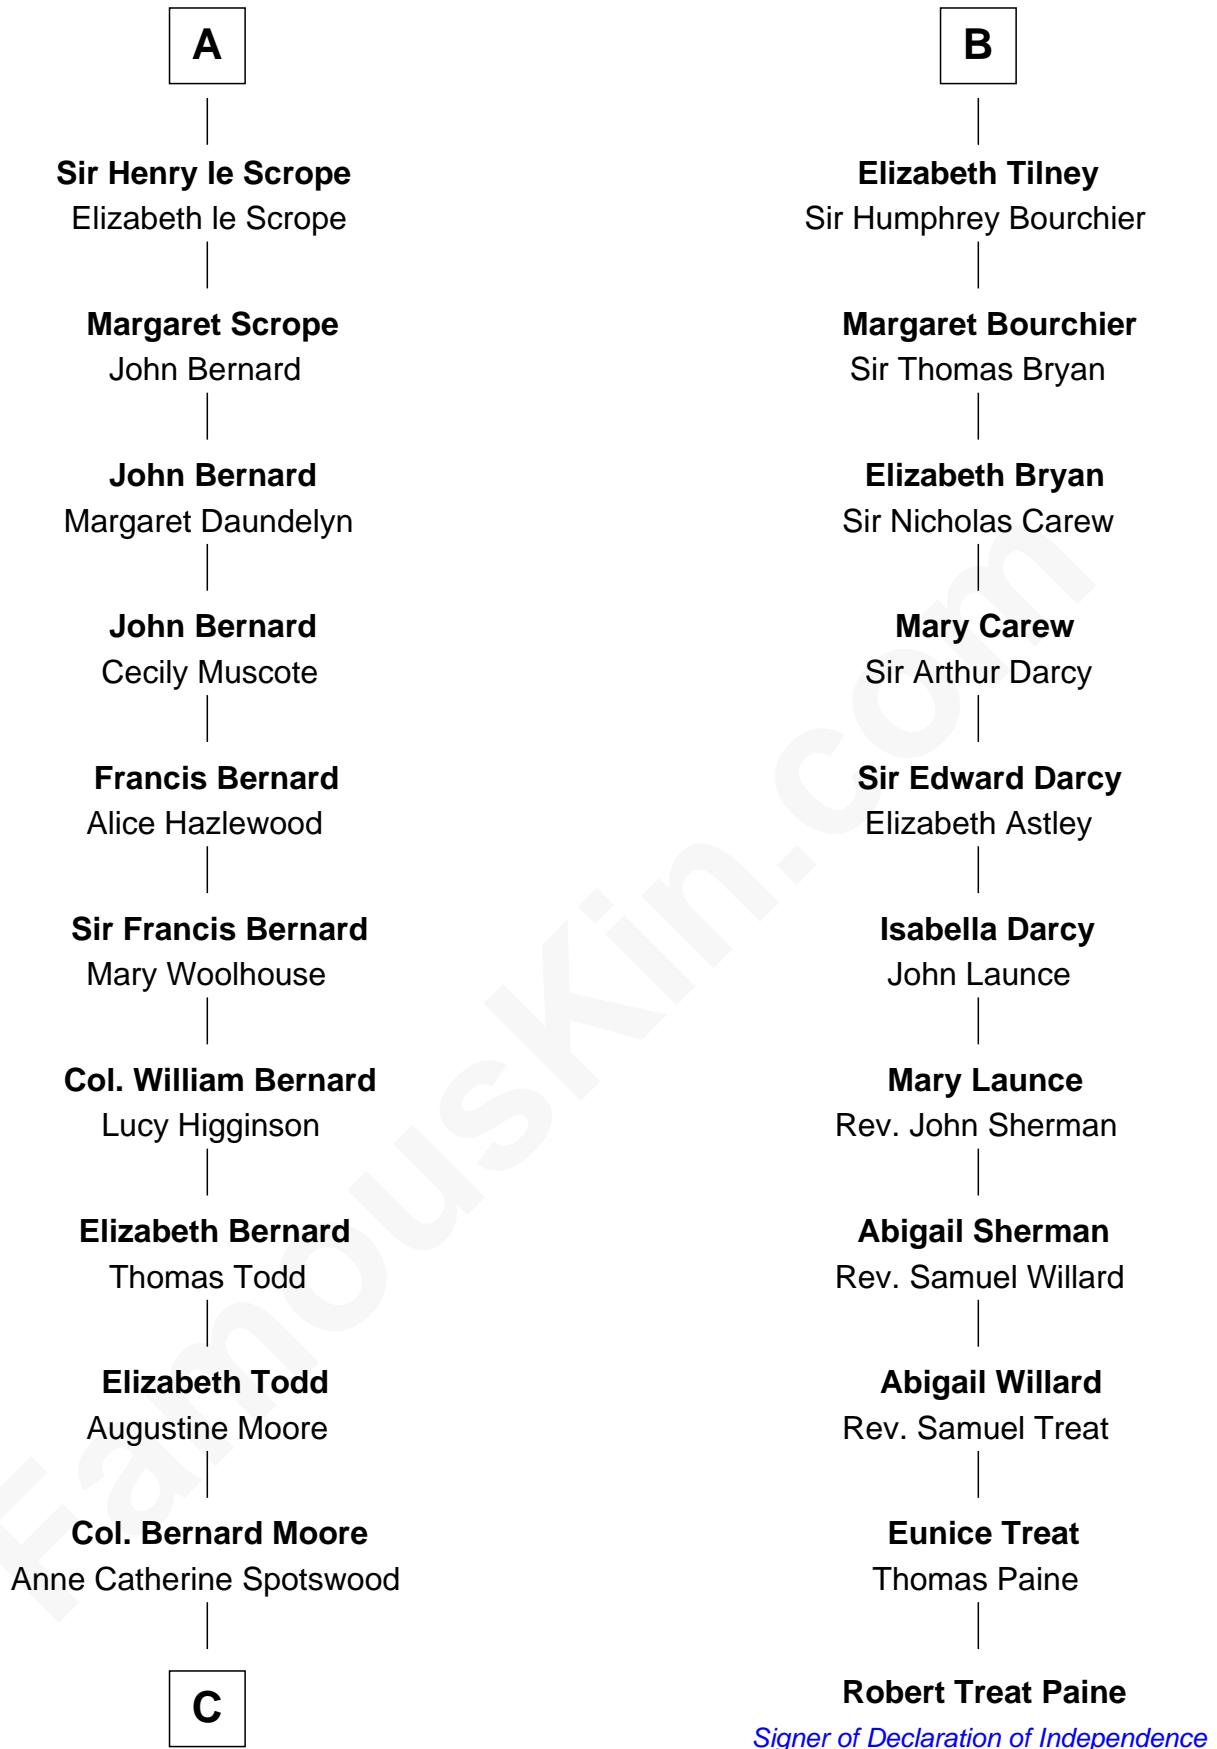 A
Sir Henry le Scrope
Elizabeth le Scrope
Margaret Scrope
John Bernard
John Bernard
Margaret Daundelyn
John Bernard
Cecily Muscote
Francis Bernard
Alice Hazlewood
Sir Francis Bernard
Mary Woolhouse
Col. William Bernard
Lucy Higginson
Elizabeth Bernard
Thomas Todd
Elizabeth Todd
Augustine Moore
Col. Bernard Moore
Anne Catherine Spotswood
C
B
Elizabeth Tilney
Sir Humphrey Bourchier
Margaret Bourchier
Sir Thomas Bryan
Elizabeth Bryan
Sir Nicholas Carew
Mary Carew
Sir Arthur Darcy
Sir Edward Darcy
Elizabeth Astley
Isabella Darcy
John Launce
Mary Launce
Rev. John Sherman
Abigail Sherman
Rev. Samuel Willard
Abigail Willard
Rev. Samuel Treat
Eunice Treat
Thomas Paine
Robert Treat Paine
Signer of Declaration of Independence
FamousKin.com